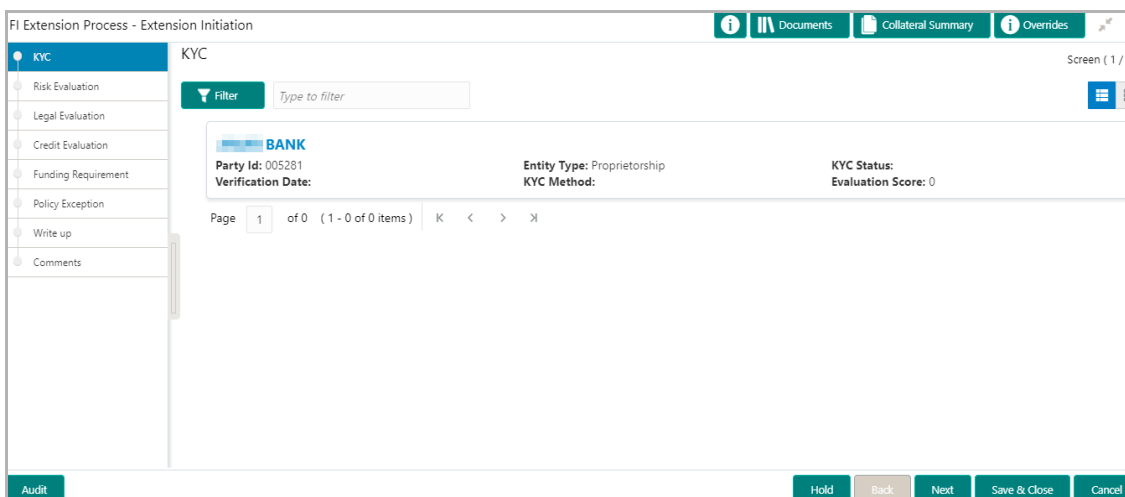 FI Extension Process - Extension Initiation
i Documents Collateral Summary i Overrides
KYC
Risk Evaluation
Legal Evaluation
Credit Evaluation
Funding Requirement
Policy Exception
Write up
Comments
KYC
Screen ( 1 /
Filter Type to filter
BANK
Party Id: 005281 Entity Type: Proprietorship KYC Status:
Verification Date: KYC Method: Evaluation Score: 0
Page 1 of 0 ( 1 - 0 of 0 items )
Audit Hold Back Next Save & Close Cancel